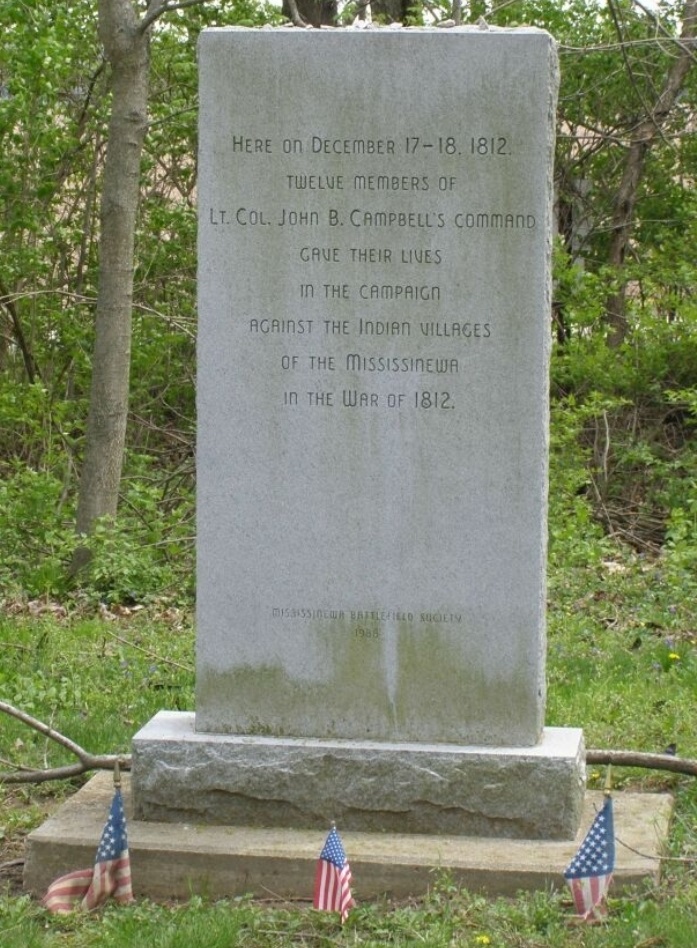 Here on December 17-18, 1812,
twelve members of
Lt. Col. John B. Campbell's command
gave their lives
in the campaign
against the Indian villages
of the Mississinewa
in the War of 1812.
Mississinewa Battlefield Society
1988